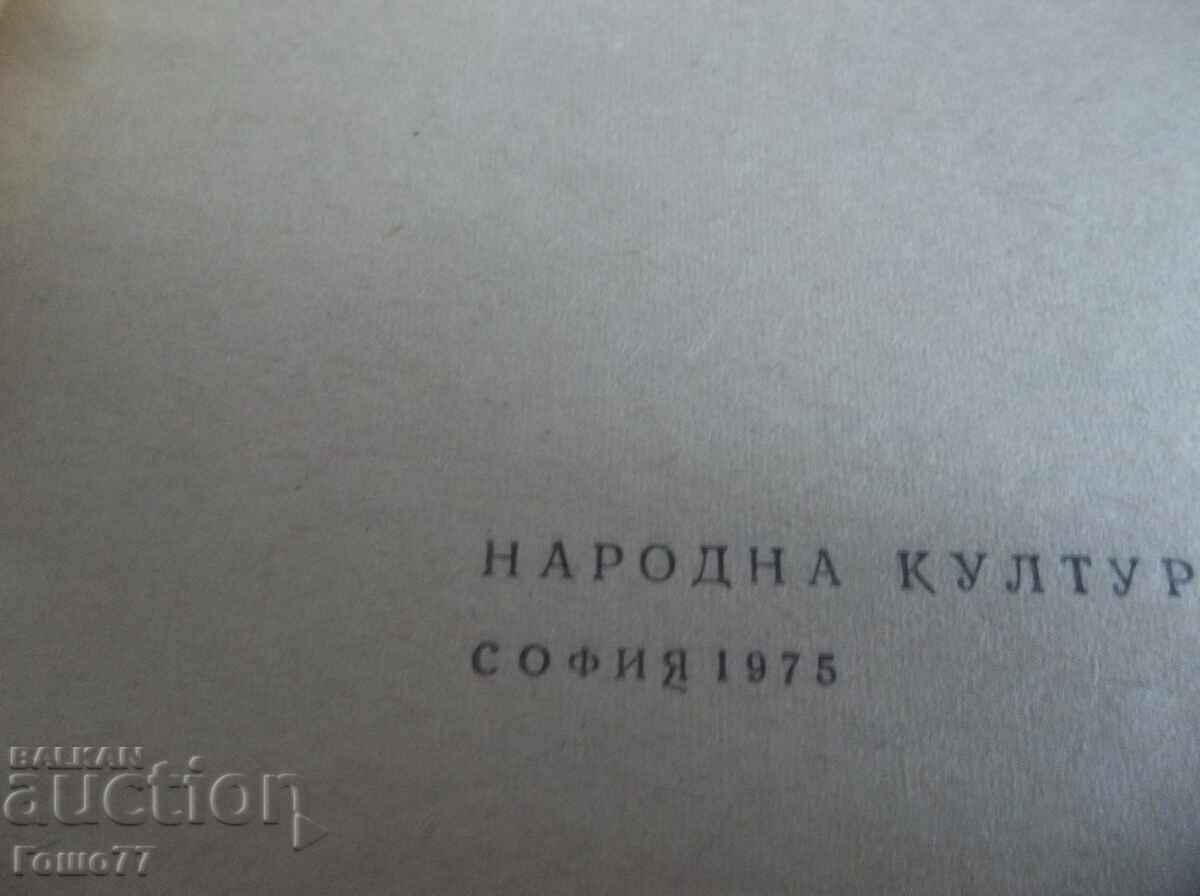 НАРОДНА КУЛТУР
СОФИЯ 1975
BALKAN
auction
Гошо77